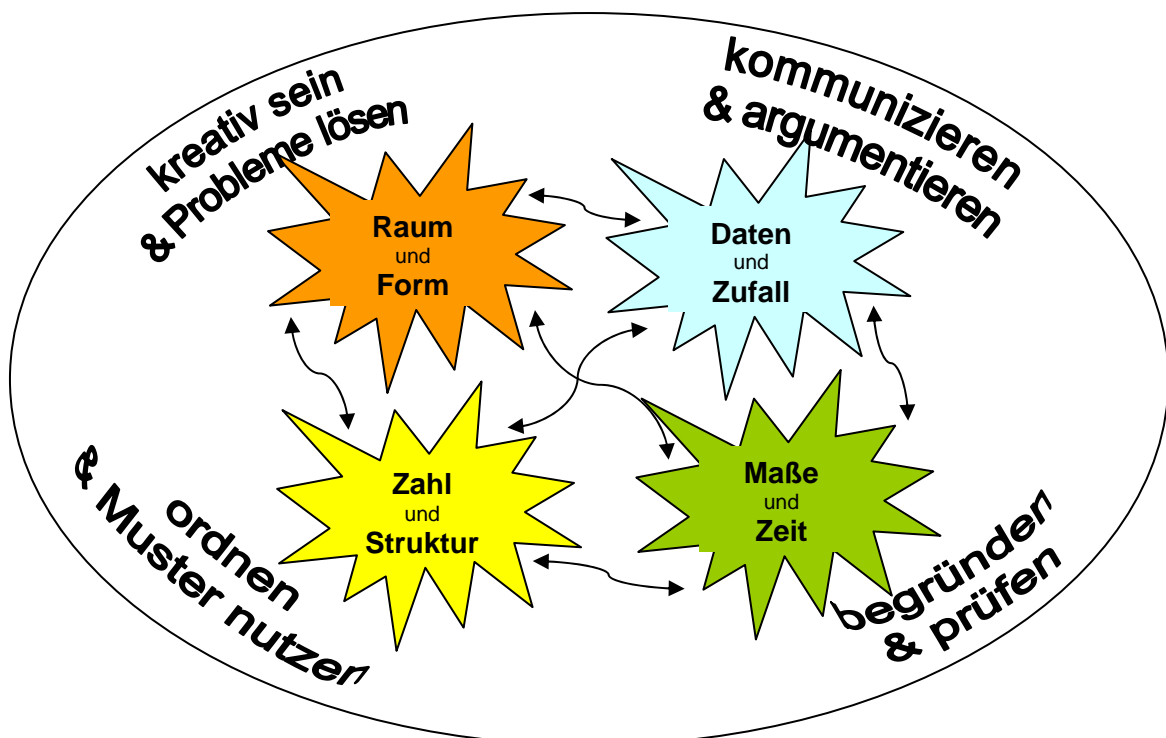 kreativ sein
& Probleme lösen
kommunizieren
& argumentieren
Raum
und
Form
Daten
und
Zufall
Zahl
und
Struktur
Maße
und
Zeit
ordnen
& Muster nutzen
begründen
& prüfen